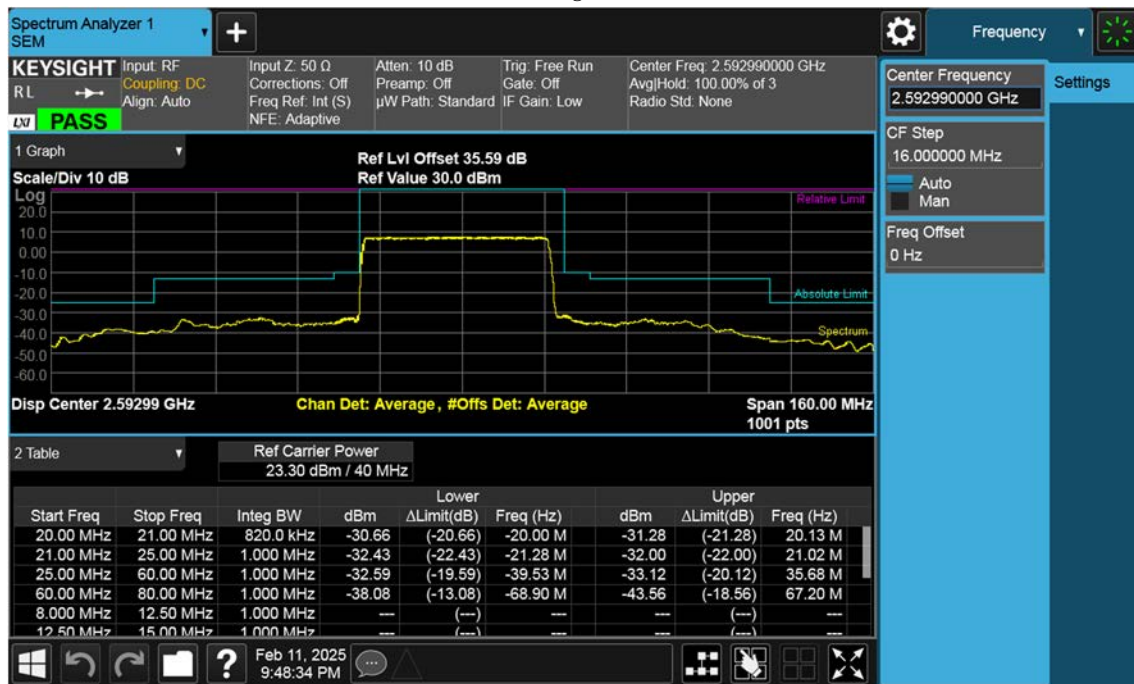 Spectrum Analyzer 1
SEM
Frequency
KEYSIGHT
RL
LXI PASS
Input: RF
Coupling: DC
Align: Auto
Input Z: 50 Ω
Corrections: Off
Freq Ref: Int (S)
NFE: Adaptive
Atten: 10 dB
Preamp: Off
µW Path: Standard
Trig: Free Run
Gate: Off
IF Gain: Low
Center Freq: 2.592990000 GHz
Avg|Hold: 100.00% of 3
Radio Std: None
Center Frequency
2.592990000 GHz
Settings
CF Step
16.000000 MHz
Auto
Man
Freq Offset
0 Hz
1 Graph
Scale/Div 10 dB
Ref Lvl Offset 35.59 dB
Ref Value 30.0 dBm
Log
Relative Limit
20.0
10.0
0.00
-10.0
-20.0
Absolute Limit
-30.0
Spectrum
-40.0
-50.0
-60.0
Disp Center 2.59299 GHz Chan Det: Average, #Offs Det: Average Span 160.00 MHz
1001 pts
2 Table
Ref Carrier Power
23.30 dBm / 40 MHz
Lower Upper
Start Freq Stop Freq Integ BW dBm ΔLimit(dB) Freq (Hz) dBm ΔLimit(dB) Freq (Hz)
20.00 MHz 21.00 MHz 820.0 kHz -30.66 (-20.66) -20.00 M -31.28 (-21.28) 20.13 M
21.00 MHz 25.00 MHz 1.000 MHz -32.43 (-22.43) -21.28 M -32.00 (-22.00) 21.02 M
25.00 MHz 60.00 MHz 1.000 MHz -32.59 (-19.59) -39.53 M -33.12 (-20.12) 35.68 M
60.00 MHz 80.00 MHz 1.000 MHz -38.08 (-13.08) -68.90 M -43.56 (-18.56) 67.20 M
8.000 MHz 12.50 MHz 1.000 MHz --- (---) --- --- (---) ---
12.50 MHz 15.00 MHz 1.000 MHz --- (---) --- --- (---) ---
Feb 11, 2025
9:48:34 PM